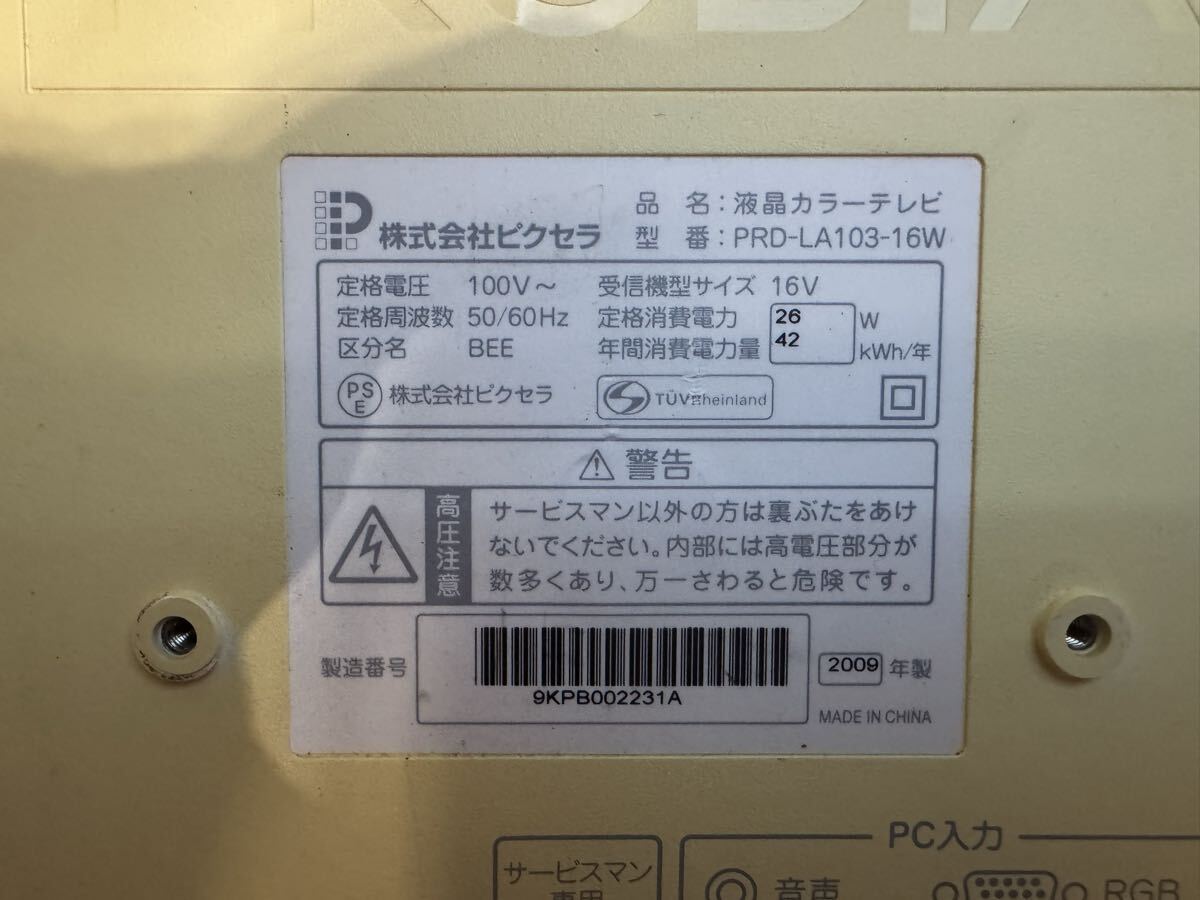 株式会社ピクセラ
品名：液晶カラーテレビ
型番：PRD-LA103-16W
定格電圧 100V～ 受信機型サイズ 16V
定格周波数 50/60Hz 定格消費電力 26 W
区分名 BEE 年間消費電力量 42 kWh/年
PSE 株式会社ピクセラ TÜV Rheinland
警告
高圧注意
サービスマン以外の方は裏ぶたをあけ
ないでください。内部には高電圧部分が
数多くあり、万一さわると危険です。
製造番号 9KPB002231A 2009 年製
MADE IN CHINA
PC入力
サービスマン
専用
音声 RGB